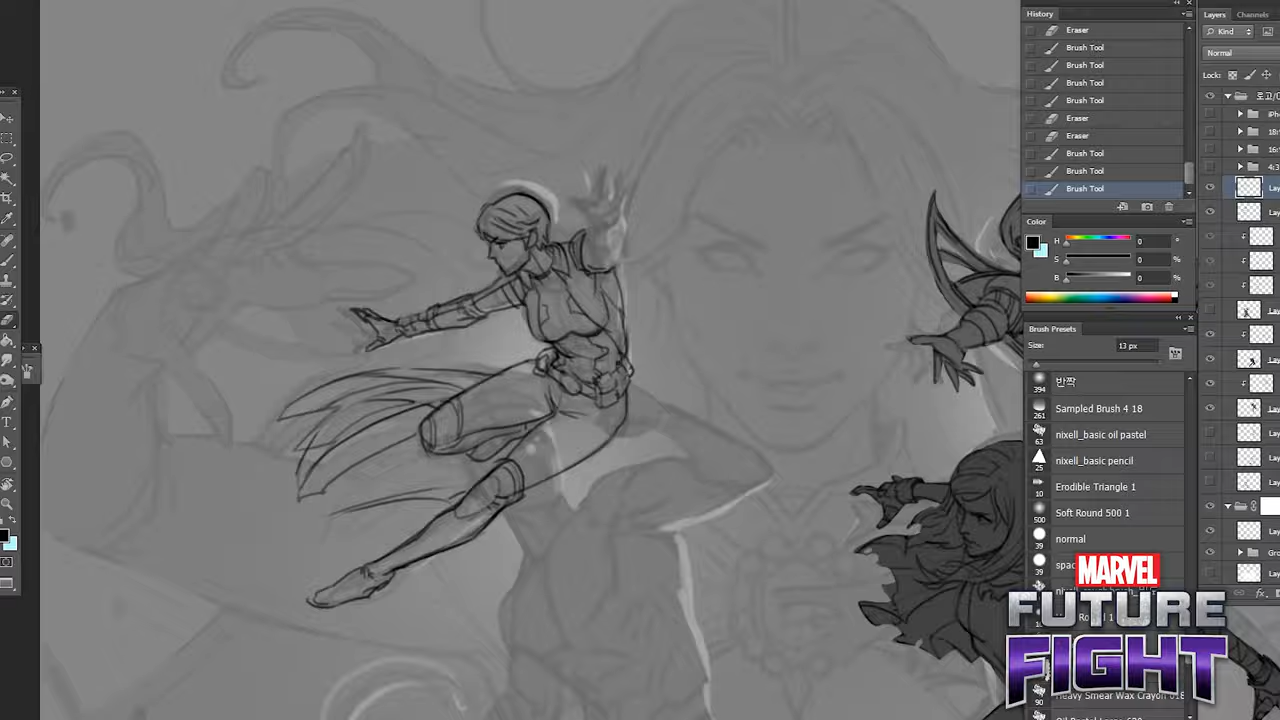 History
Eraser
Brush Tool
Brush Tool
Brush Tool
Brush Tool
Eraser
Eraser
Brush Tool
Brush Tool
Brush Tool
Color
H 0 °
S 0 %
B 0 %
Brush Presets
Size: 13 px
394 반짝
261 Sampled Brush 4 18
63 nixell_basic oil pastel
25 nixell_basic pencil
10 Erodible Triangle 1
500 Soft Round 500 1
39 normal
39 spac
90
Layers Channels
Kind
Normal
Lock:
MARVEL
FUTURE
FIGHT